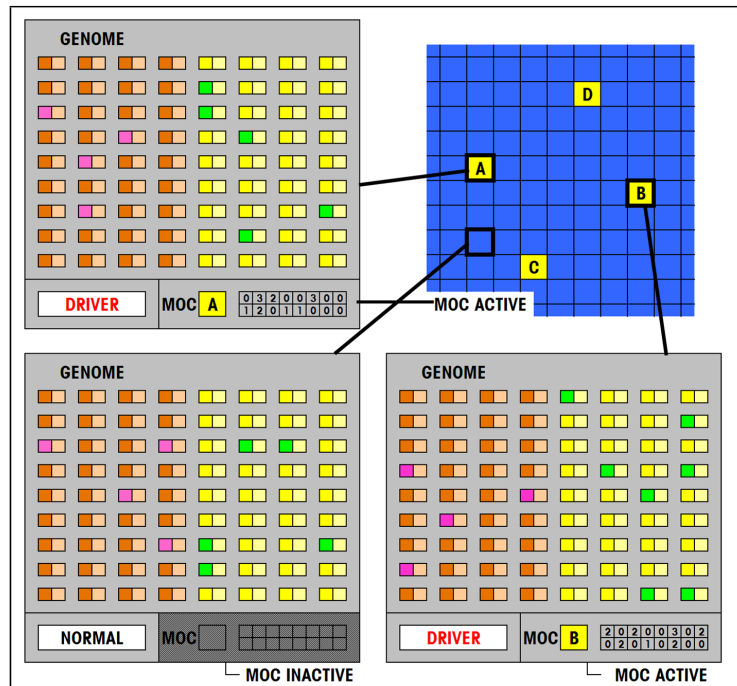 GENOME
D
A
B
C
DRIVER
MOC
A
0 3 2 0 0 3 0 0
1 2 0 1 1 0 0 0
MOC ACTIVE
GENOME
GENOME
NORMAL
MOC
MOC INACTIVE
DRIVER
MOC
B
2 0 2 0 0 3 0 2
0 2 0 1 0 2 0 0
MOC ACTIVE